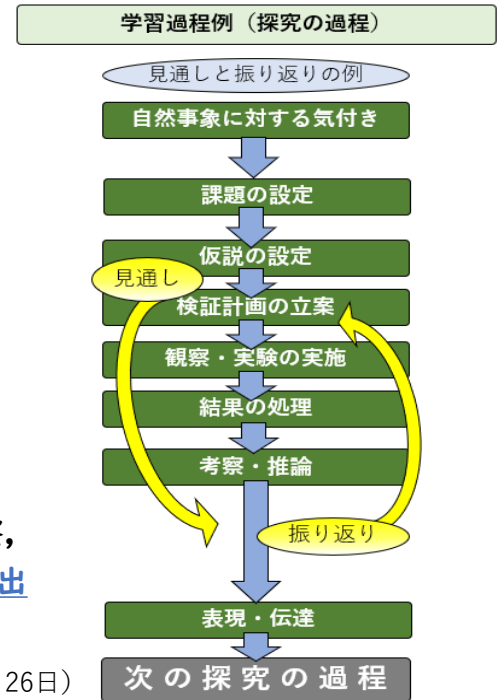 学習過程例（探究の過程）
見通しと振り返りの例
自然事象に対する気付き
課題の設定
仮説の設定
見通し
検証計画の立案
観察・実験の実施
結果の処理
考察・推論
振り返り
出
表現・伝達
26日）
次の探究の過程